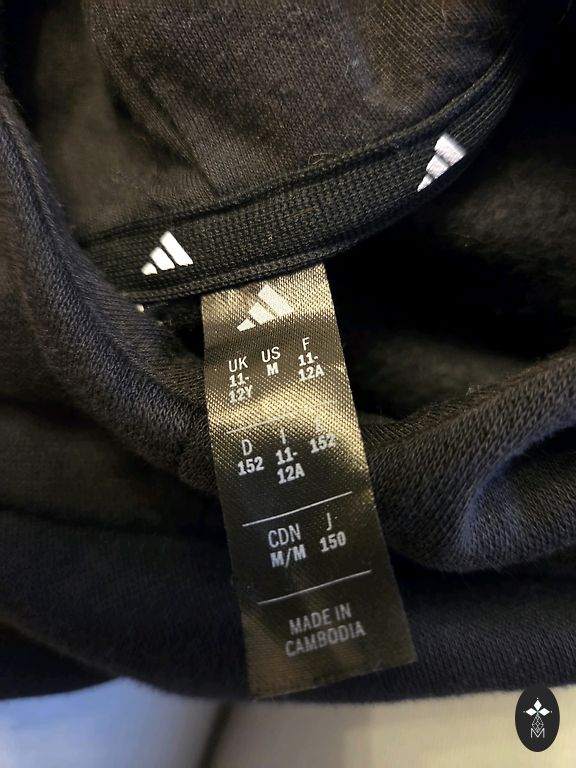 UK US F
11- M 11-
12Y 12A
D I
152 11- 152
12A
CDN J
M/M 150
MADE IN
CAMBODIA
M